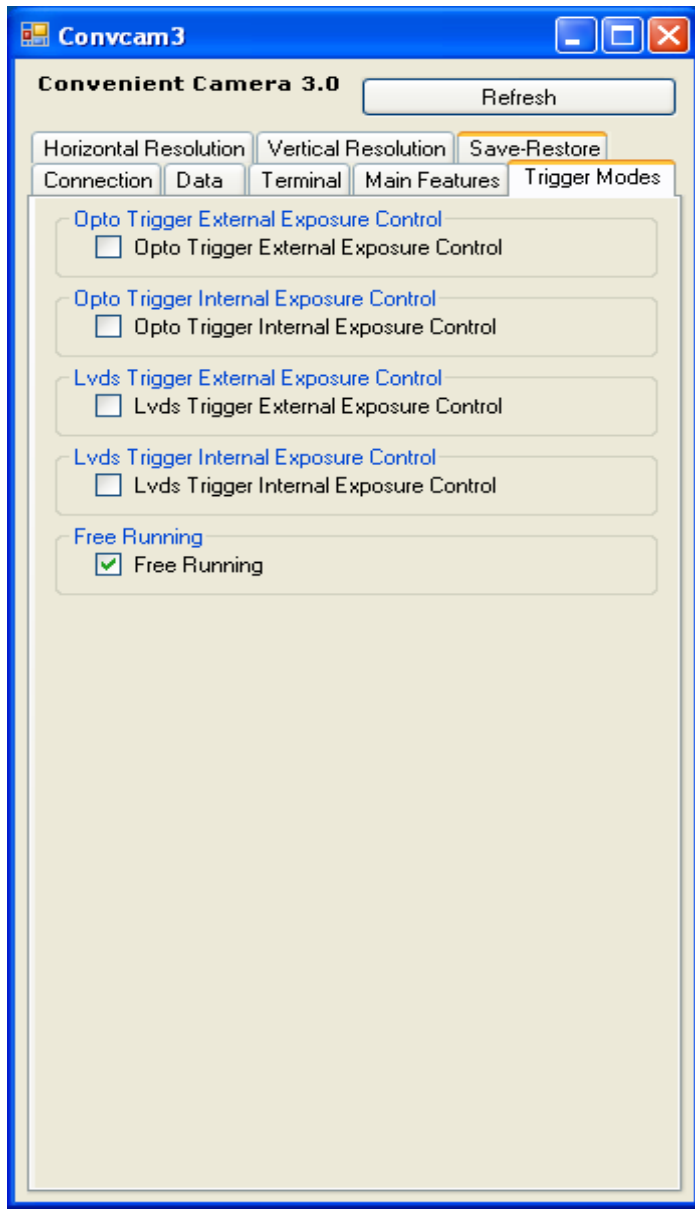 Convcam3
Convenient Camera 3.0
Refresh
Horizontal Resolution Vertical Resolution Save-Restore
Connection Data Terminal Main Features Trigger Modes
Opto Trigger External Exposure Control
Opto Trigger External Exposure Control
Opto Trigger Internal Exposure Control
Opto Trigger Internal Exposure Control
Lvds Trigger External Exposure Control
Lvds Trigger External Exposure Control
Lvds Trigger Internal Exposure Control
Lvds Trigger Internal Exposure Control
Free Running
Free Running